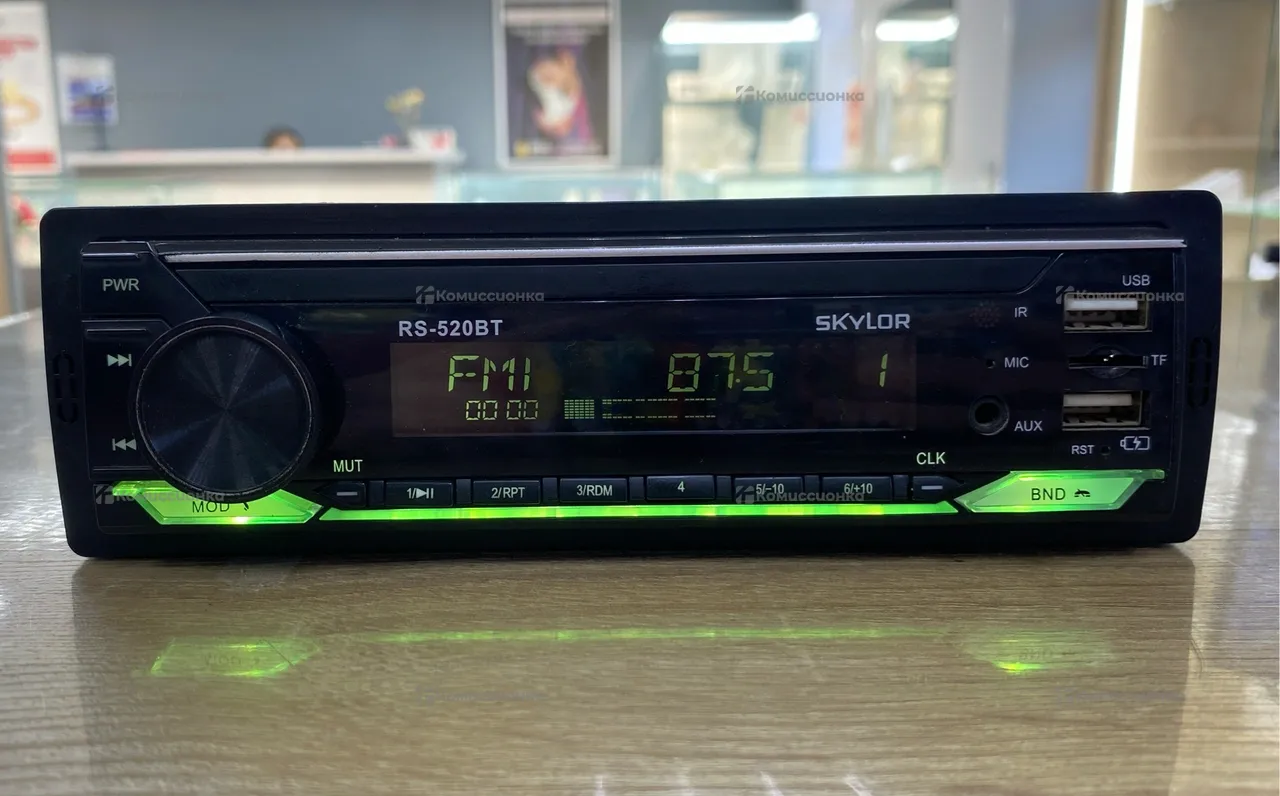 Комиссионка
USB
PWR
Комиссионка
Комиссионка
IR
RS-520BT
SKYLOR
FM1 87.5 1
MIC
TF
00 00
AUX
MUT
CLK
RST
1/
2/RPT
3/RDM
4
5/-10
6/+10
Комиссионка
Комиссионка
MOD
BND